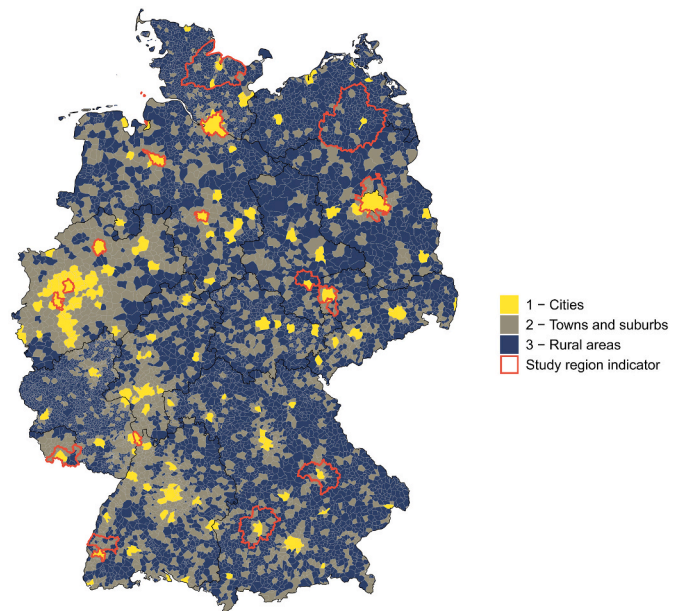 1 − Cities
2 − Towns and suburbs
3 − Rural areas
Study region indicator